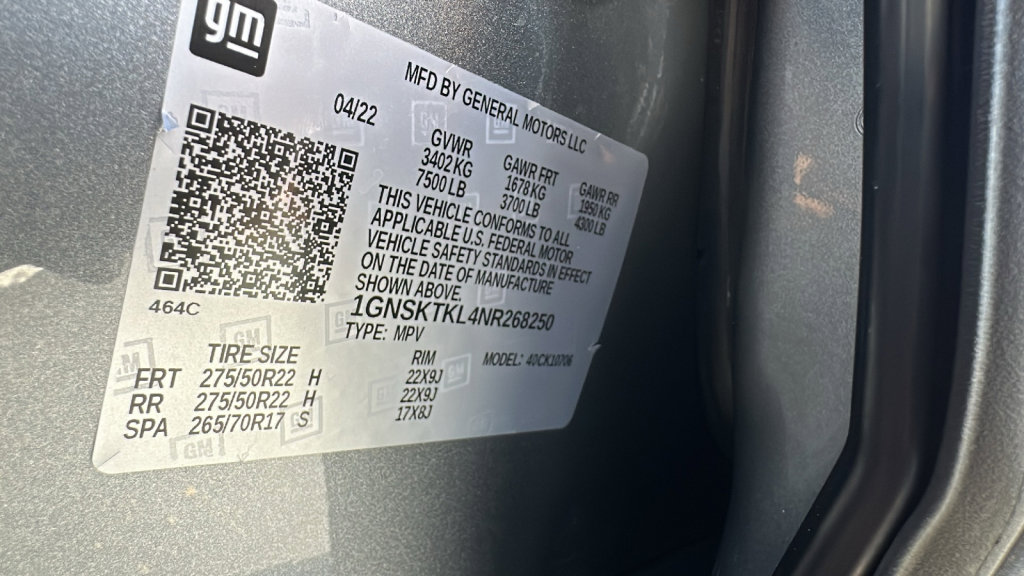 gm
MFD BY GENERAL MOTORS LLC
04/22
GVWR
3402 KG
7500 LB
GAWR FRT
1678 KG
3700 LB
GAWR RR
1950 KG
4300 LB
THIS VEHICLE CONFORMS TO ALL
APPLICABLE U.S. FEDERAL MOTOR
VEHICLE SAFETY STANDARDS IN EFFECT
ON THE DATE OF MANUFACTURE
SHOWN ABOVE.
1GNSKTKL4NR268250
TYPE: MPV
MODEL: 40CK10706
464C
TIRE SIZE RIM
FRT 275/50R22 H 22X9J
RR 275/50R22 H 22X9J
SPA 265/70R17 S 17X8J